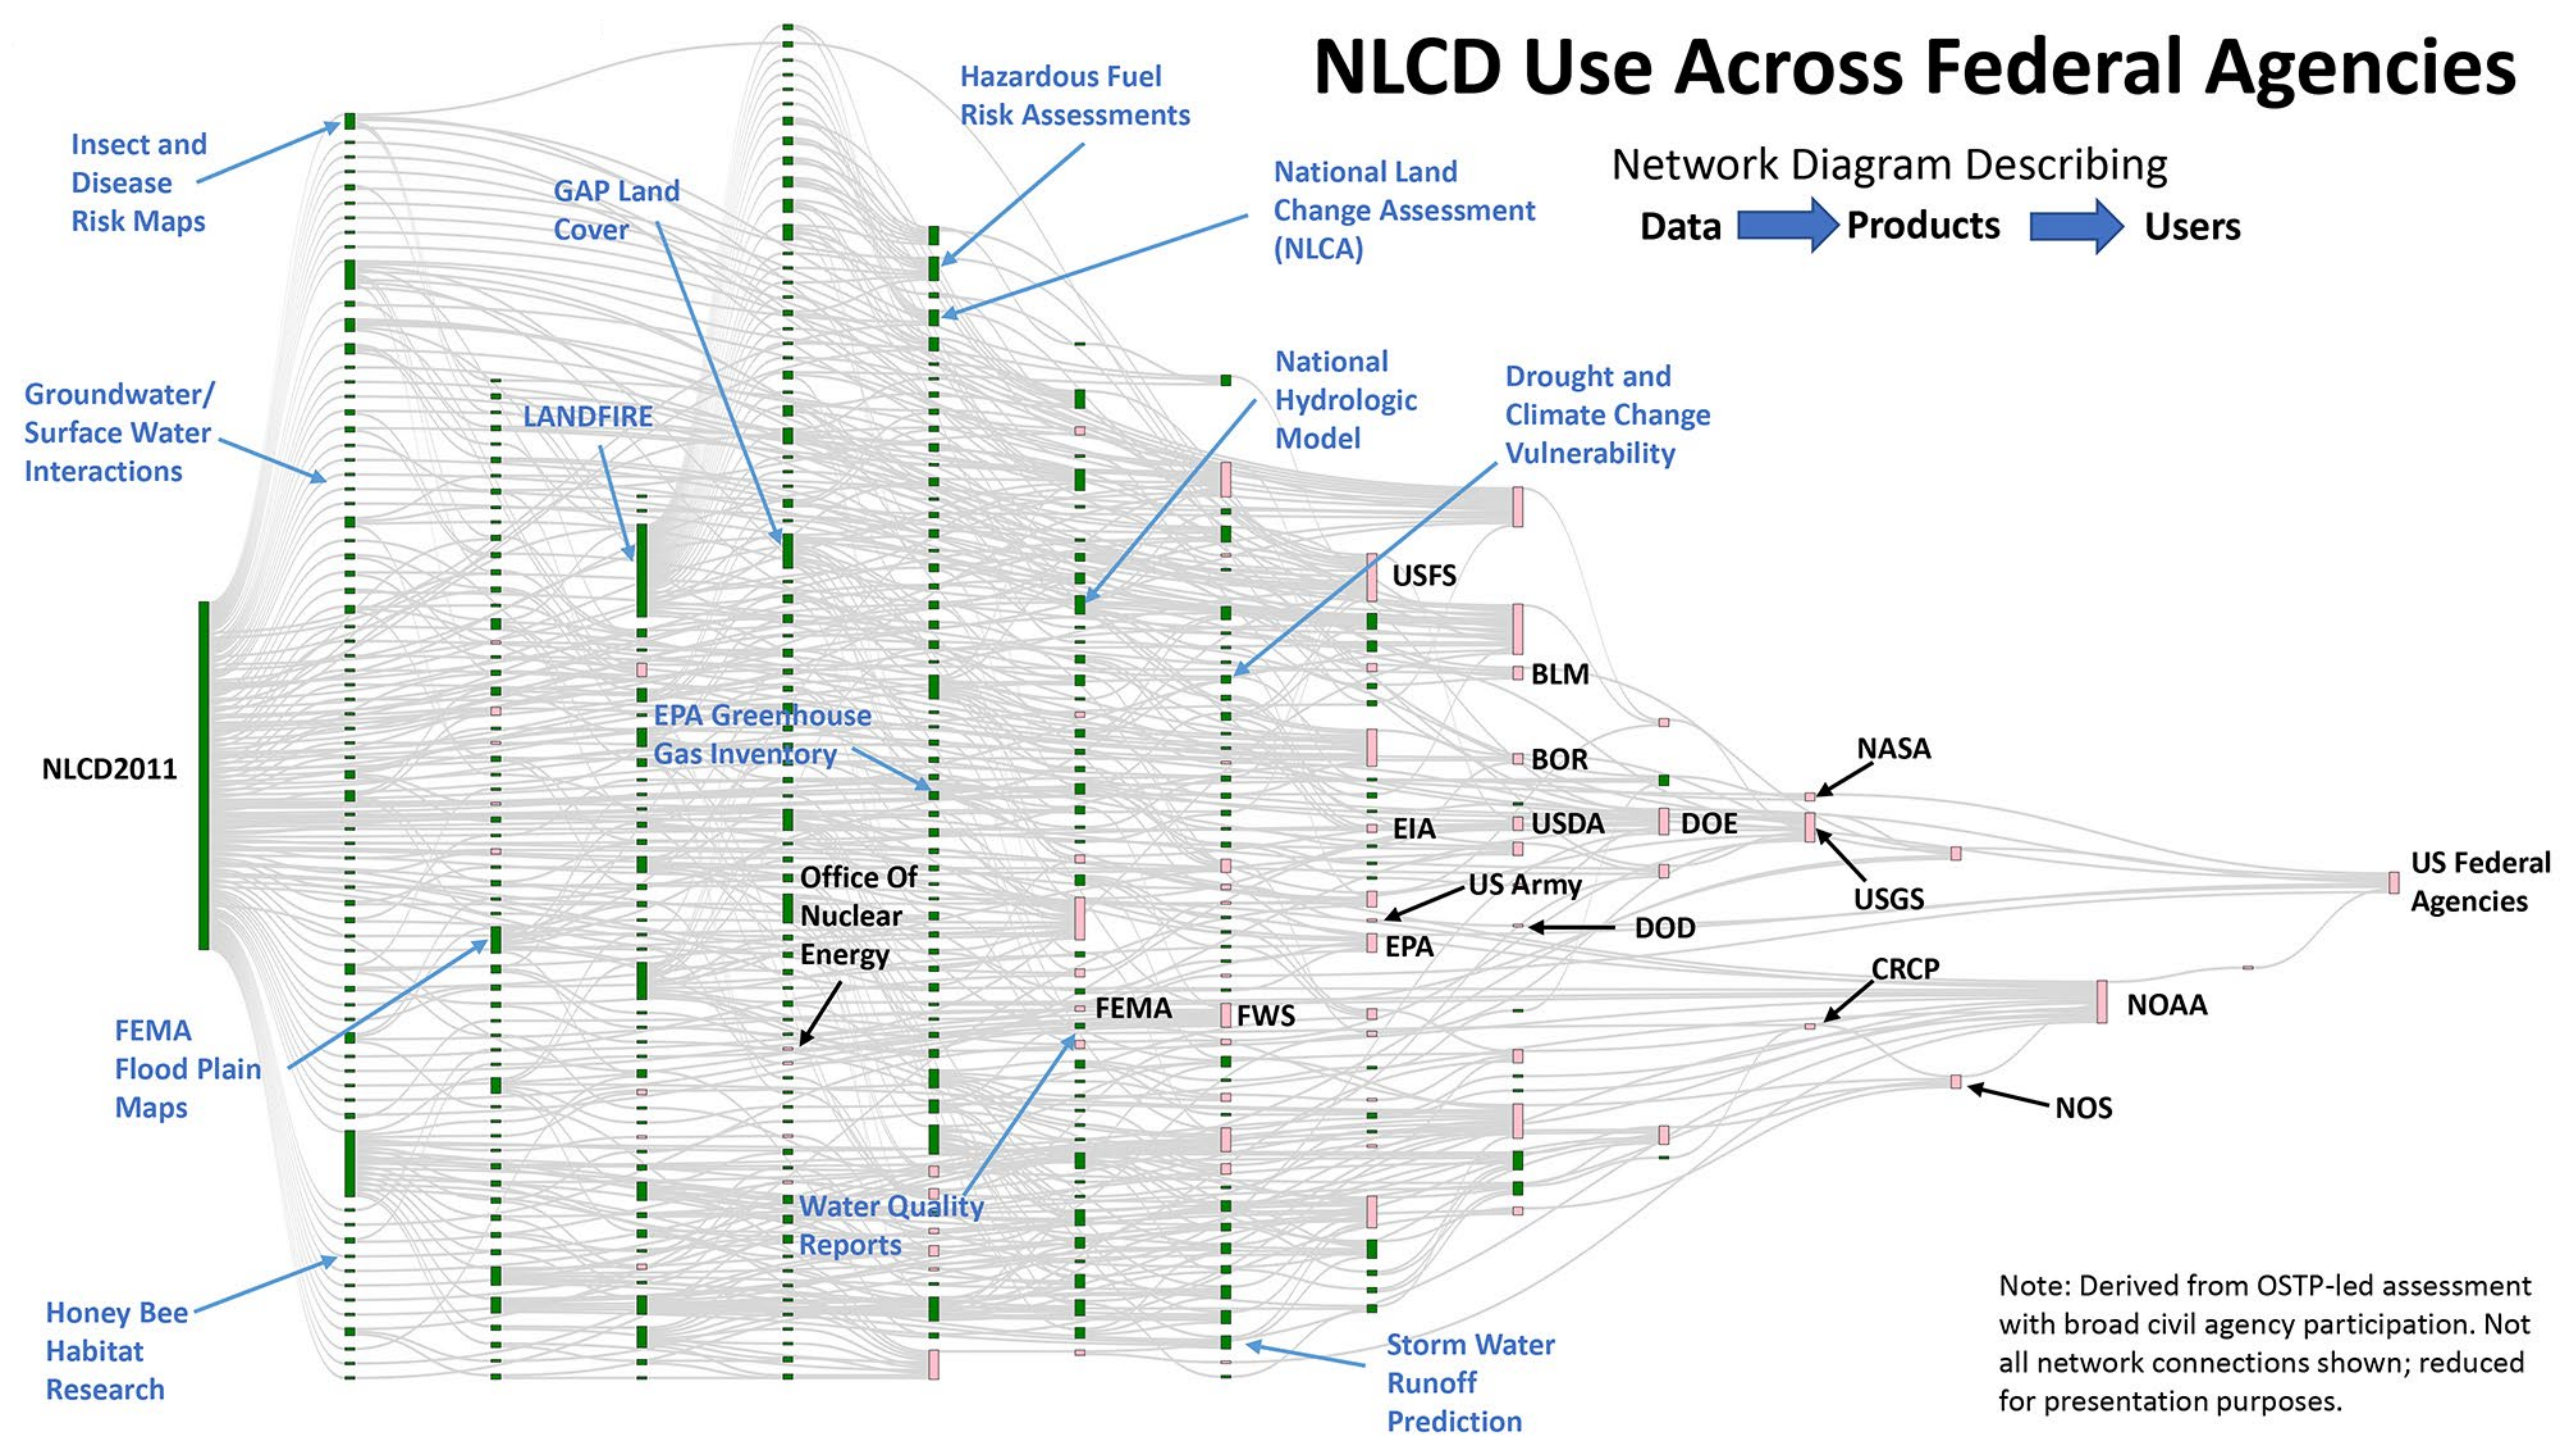 NLCD Use Across Federal Agencies
Network Diagram Describing
Data
Products
Users
Insect and
Disease
Risk Maps
GAP Land
Cover
Hazardous Fuel
Risk Assessments
National Land
Change Assessment
(NLCA)
Groundwater/
Surface Water
Interactions
LANDFIRE
National
Hydrologic
Model
Drought and
Climate Change
Vulnerability
USFS
BLM
NLCD2011
EPA Greenhouse
Gas Inventory
BOR
NASA
EIA
USDA
DOE
USGS
US Federal
Agencies
Office Of
Nuclear
Energy
US Army
DOD
EPA
CRCP
FEMA
FWS
NOAA
NOS
FEMA
Flood Plain
Maps
Water Quality
Reports
Honey Bee
Habitat
Research
Storm Water
Runoff
Prediction
Note: Derived from OSTP-led assessment
with broad civil agency participation. Not
all network connections shown; reduced
for presentation purposes.